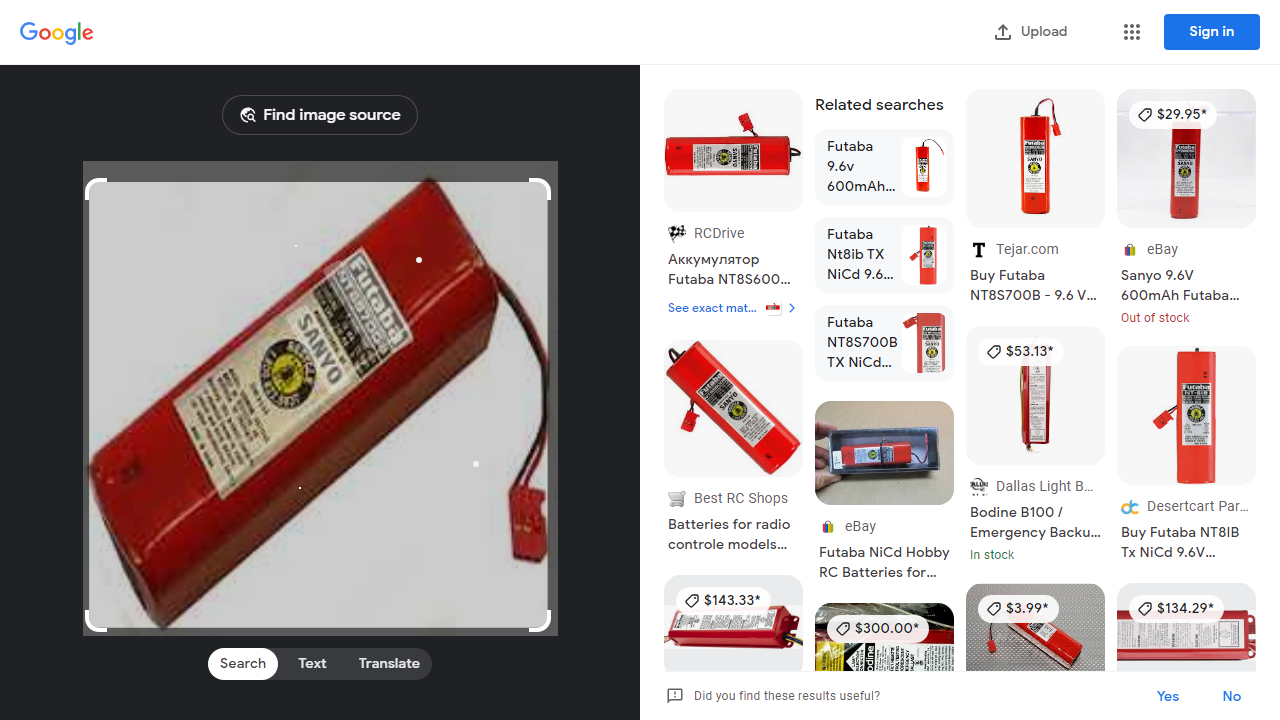 Google
Upload
Sign in
Find image source
Futaba
SANYO
Search
Text
Translate
RCDrive
Аккумулятор
Futaba NT8S600...
See exact mat...
Best RC Shops
Batteries for radio
controle models...
$143.33*
Related searches
Futaba
9.6v
600mAh...
Futaba
Nt8ib TX
NiCd 9.6...
Futaba
NT8S700B
TX NiCd...
eBay
Futaba NiCd Hobby
RC Batteries for...
$300.00*
Tejar.com
Buy Futaba
NT8S700B - 9.6 V...
$53.13*
Dallas Light B...
Bodine B100 /
Emergency Backu...
In stock
$3.99*
$29.95*
eBay
Sanyo 9.6V
600mAh Futaba...
Out of stock
Futaba
NT-8IB
Desertcart Par...
Buy Futaba NT8IB
Tx NiCd 9.6V...
$134.29*
Did you find these results useful?
Yes
No